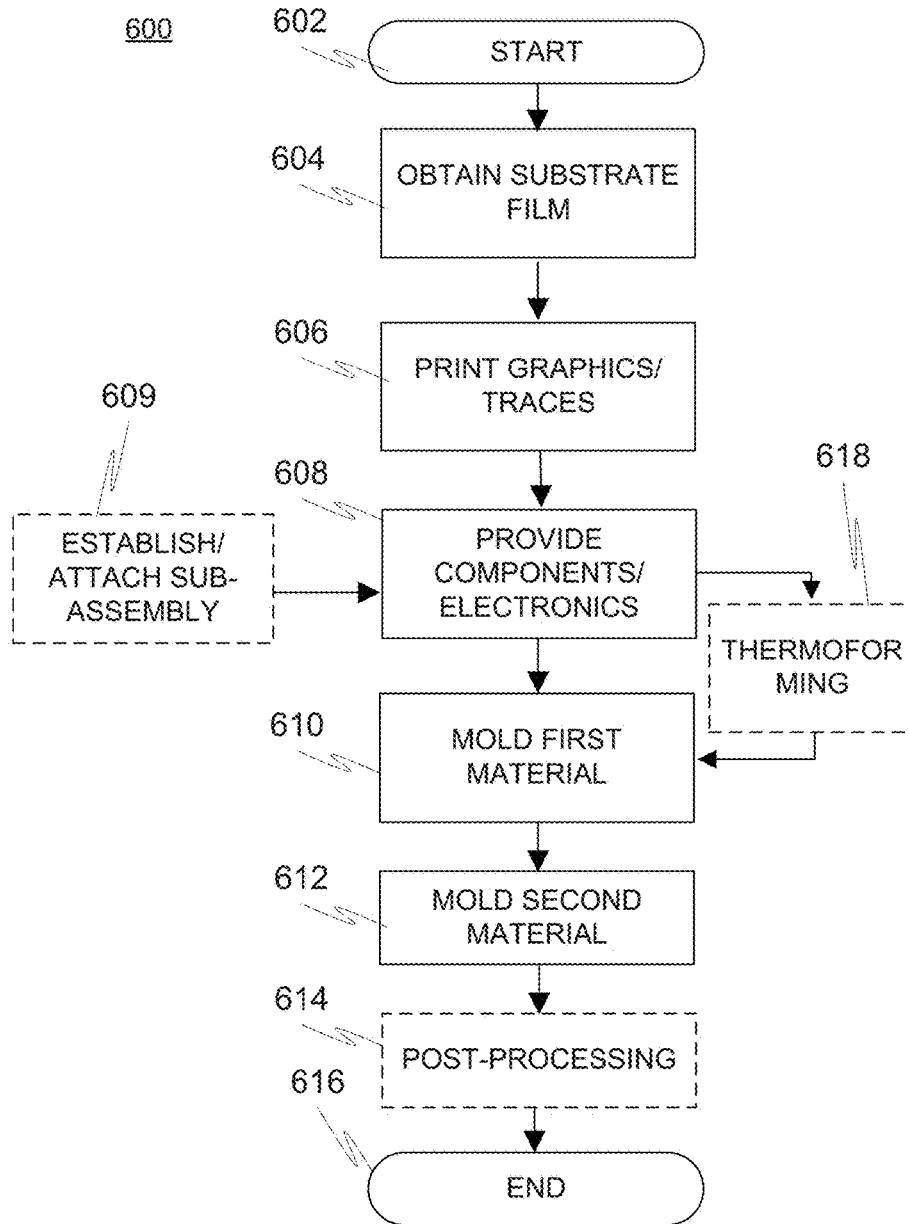 600
602
START
604
OBTAIN SUBSTRATE
FILM
606
PRINT GRAPHICS/
TRACES
609
ESTABLISH/
ATTACH SUB-
ASSEMBLY
608
PROVIDE
COMPONENTS/
ELECTRONICS
618
THERMOFOR
MING
610
MOLD FIRST
MATERIAL
612
MOLD SECOND
MATERIAL
614
POST-PROCESSING
616
END